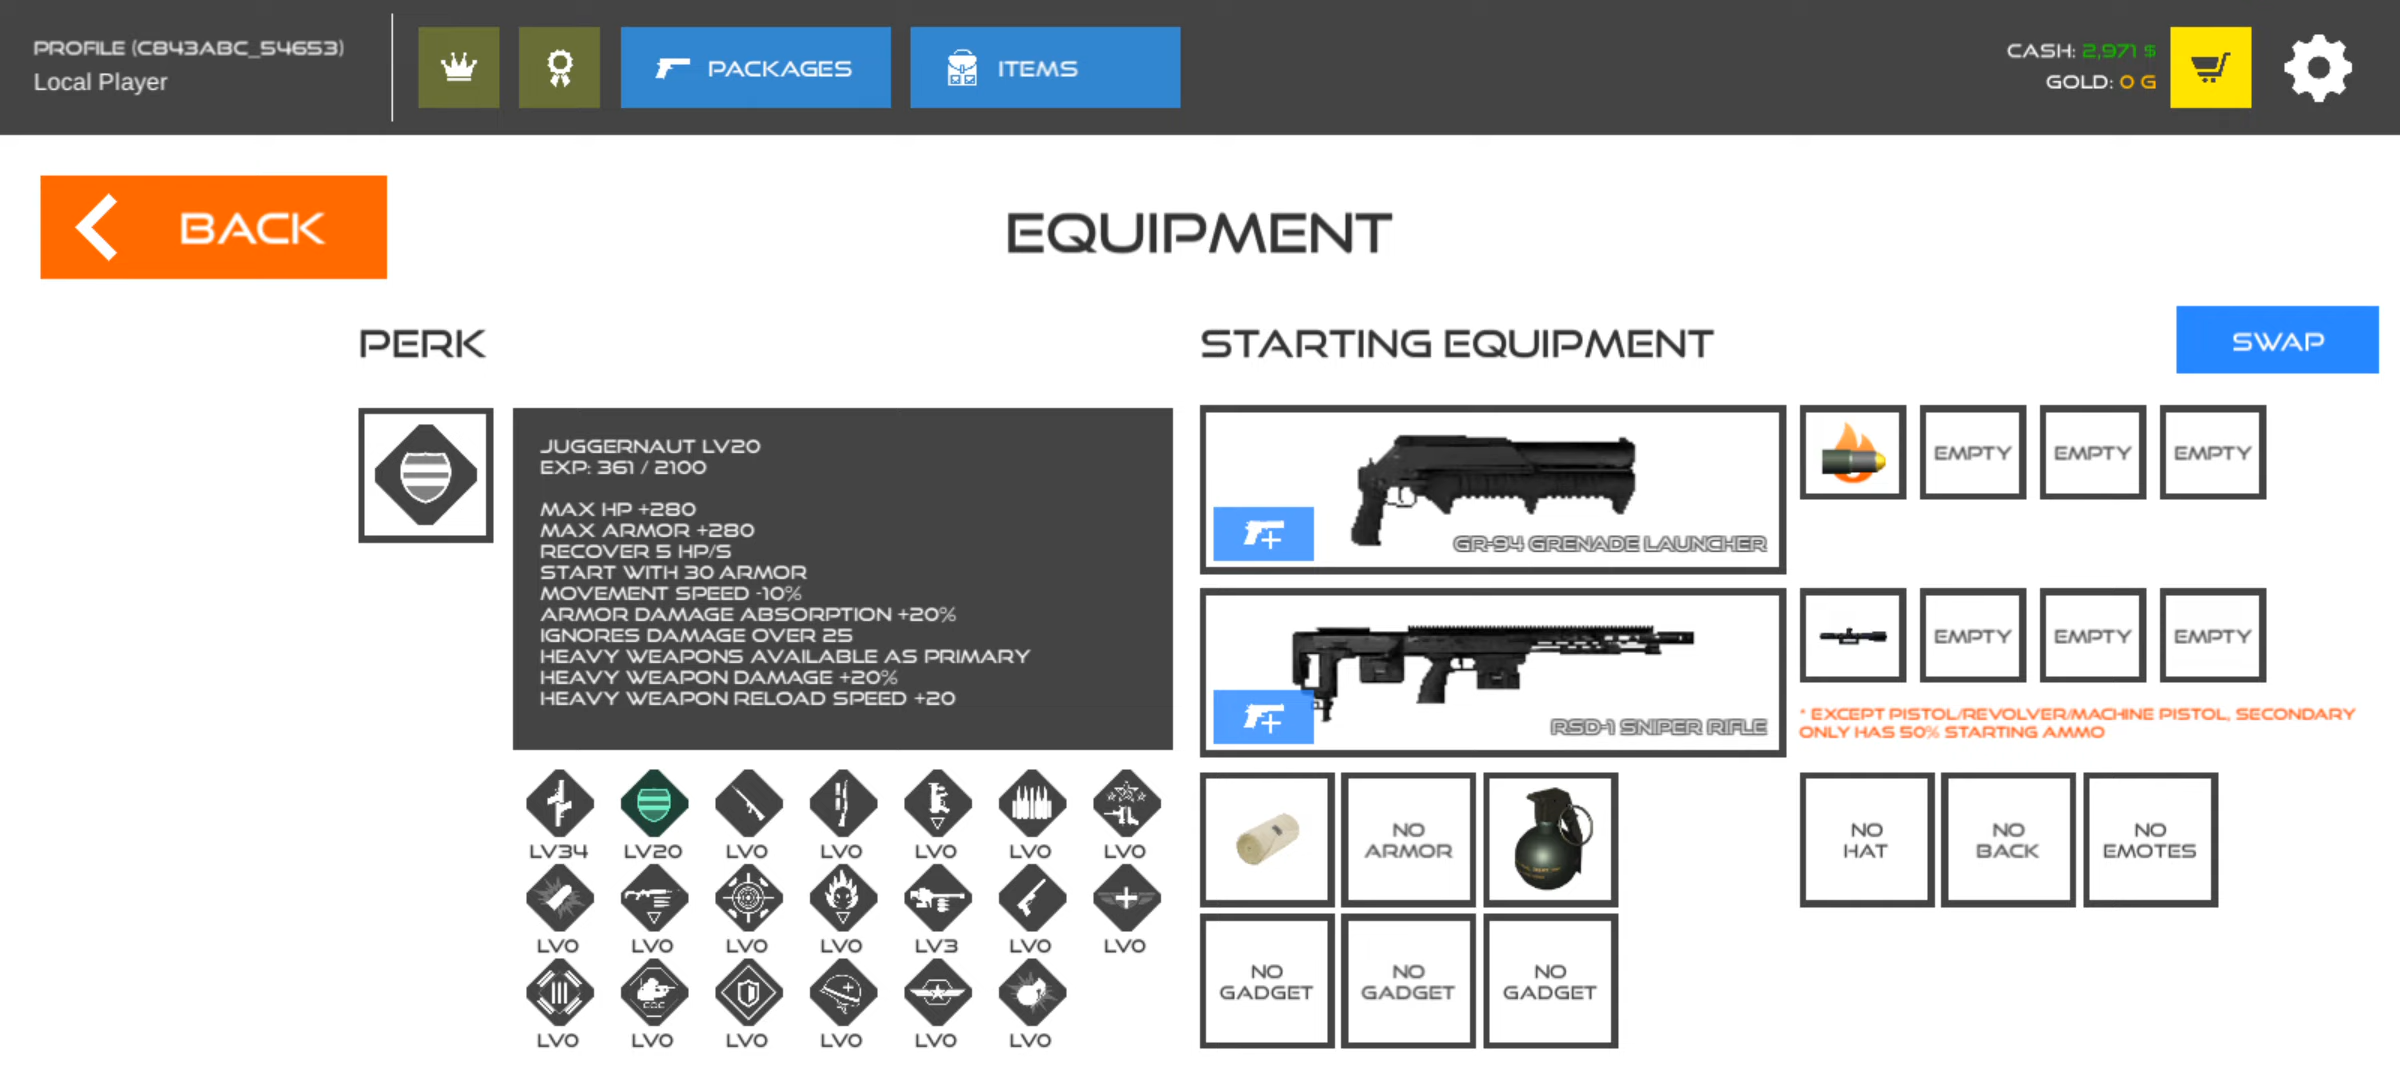 PROFILE (C843ABC_54653)
Local Player
PACKAGES
ITEMS
CASH: 2,971 $
GOLD: 0 G
BACK
EQUIPMENT
PERK
STARTING EQUIPMENT
SWAP
JUGGERNAUT LV20
EXP: 361 / 2100
MAX HP +280
MAX ARMOR +280
RECOVER 5 HP/S
START WITH 30 ARMOR
MOVEMENT SPEED -10%
ARMOR DAMAGE ABSORPTION +20%
IGNORES DAMAGE OVER 25
HEAVY WEAPONS AVAILABLE AS PRIMARY
HEAVY WEAPON DAMAGE +20%
HEAVY WEAPON RELOAD SPEED +20
LV34 LV20 LV0 LV0 LV0 LV0 LV0
LV0 LV0 LV0 LV0 LV3 LV0 LV0
LV0 LV0 LV0 LV0 LV0 LV0
GR-94 GRENADE LAUNCHER
EMPTY EMPTY EMPTY
RSD-1 SNIPER RIFLE
EMPTY EMPTY EMPTY
* EXCEPT PISTOL/REVOLVER/MACHINE PISTOL, SECONDARY
ONLY HAS 50% STARTING AMMO
NO
ARMOR
NO
HAT
NO
BACK
NO
EMOTES
NO
GADGET
NO
GADGET
NO
GADGET